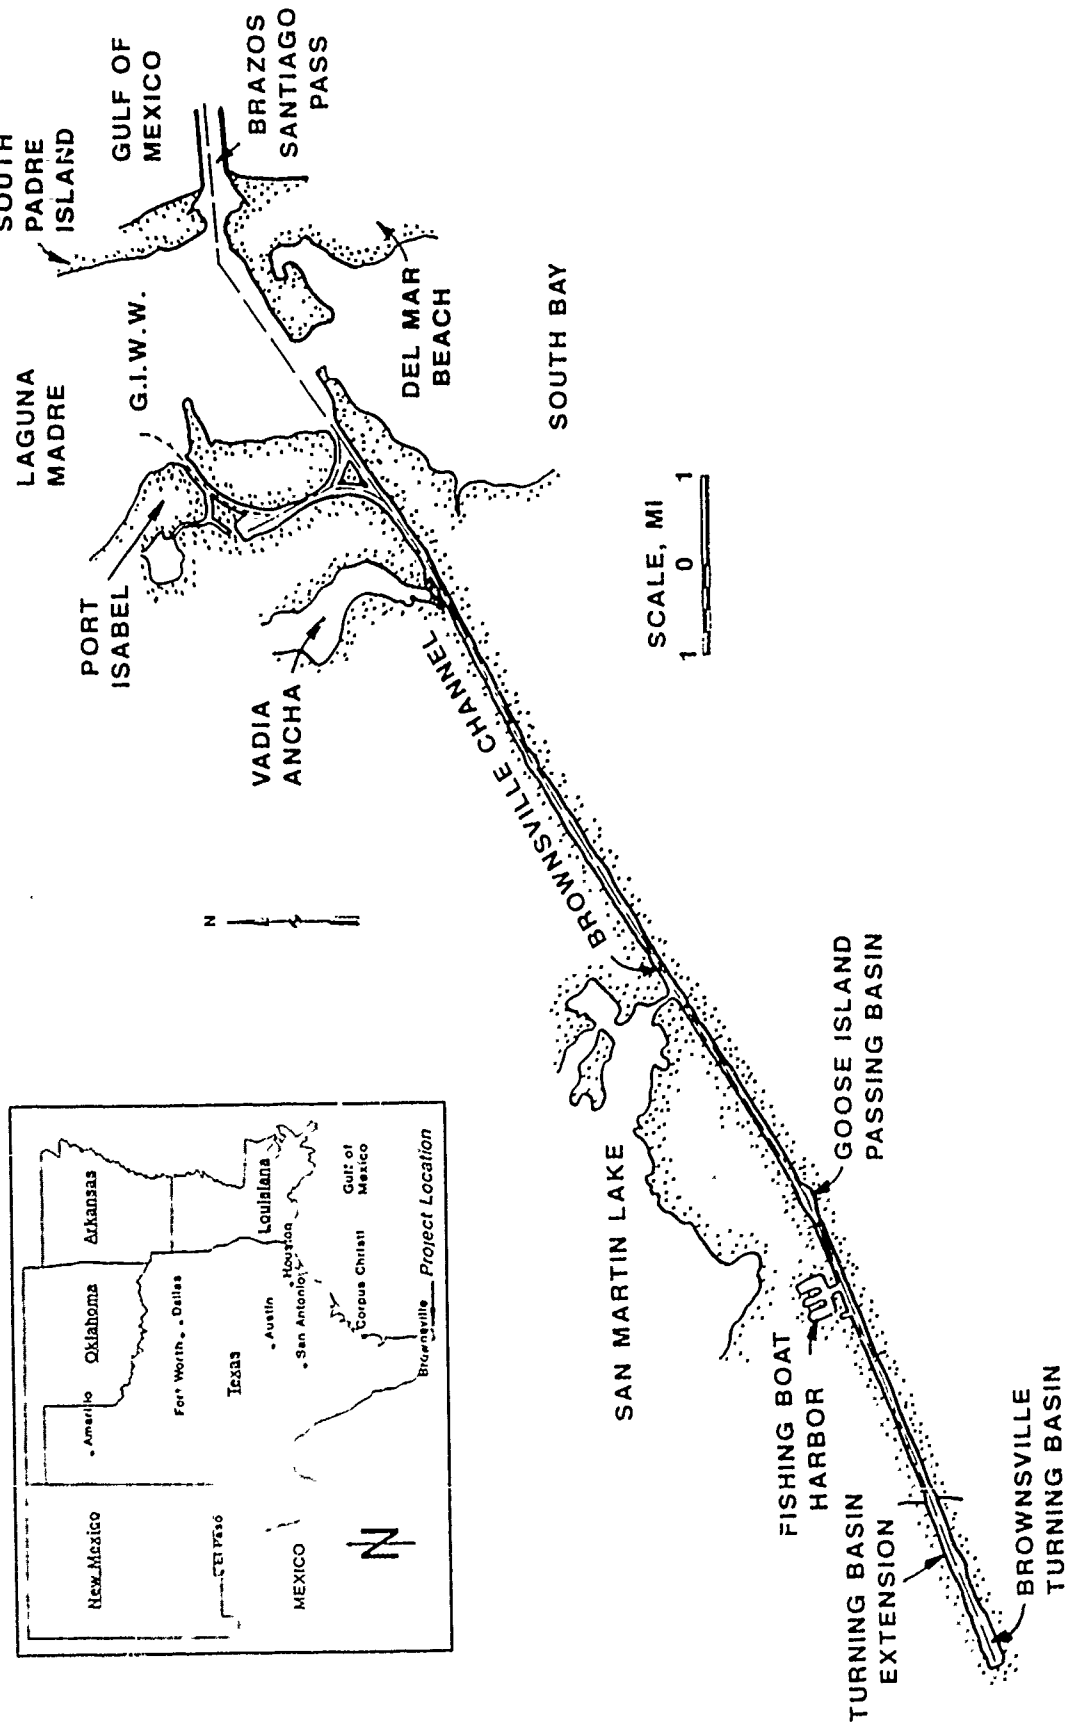 SOUTH
PADRE
ISLAND
GULF OF
MEXICO
BRAZOS
SANTIAGO
PASS
LAGUNA
MADRE
G.I.W.W.
DEL MAR
BEACH
SOUTH BAY
PORT
ISABEL
VADIA
ANCHA
SCALE, MI
1 0 1
BROWNSVILLE CHANNEL
N
SAN MARTIN LAKE
GOOSE ISLAND
PASSING BASIN
FISHING BOAT
HARBOR
TURNING BASIN
EXTENSION
BROWNSVILLE
TURNING BASIN
New Mexico
Amarillo
Oklahoma
Arkansas
Fort Worth
Dallas
Texas
Louisiana
El Paso
Austin
Houston
San Antonio
MEXICO
Corpus Christi
Gulf of
Mexico
Brownsville
Project Location
N